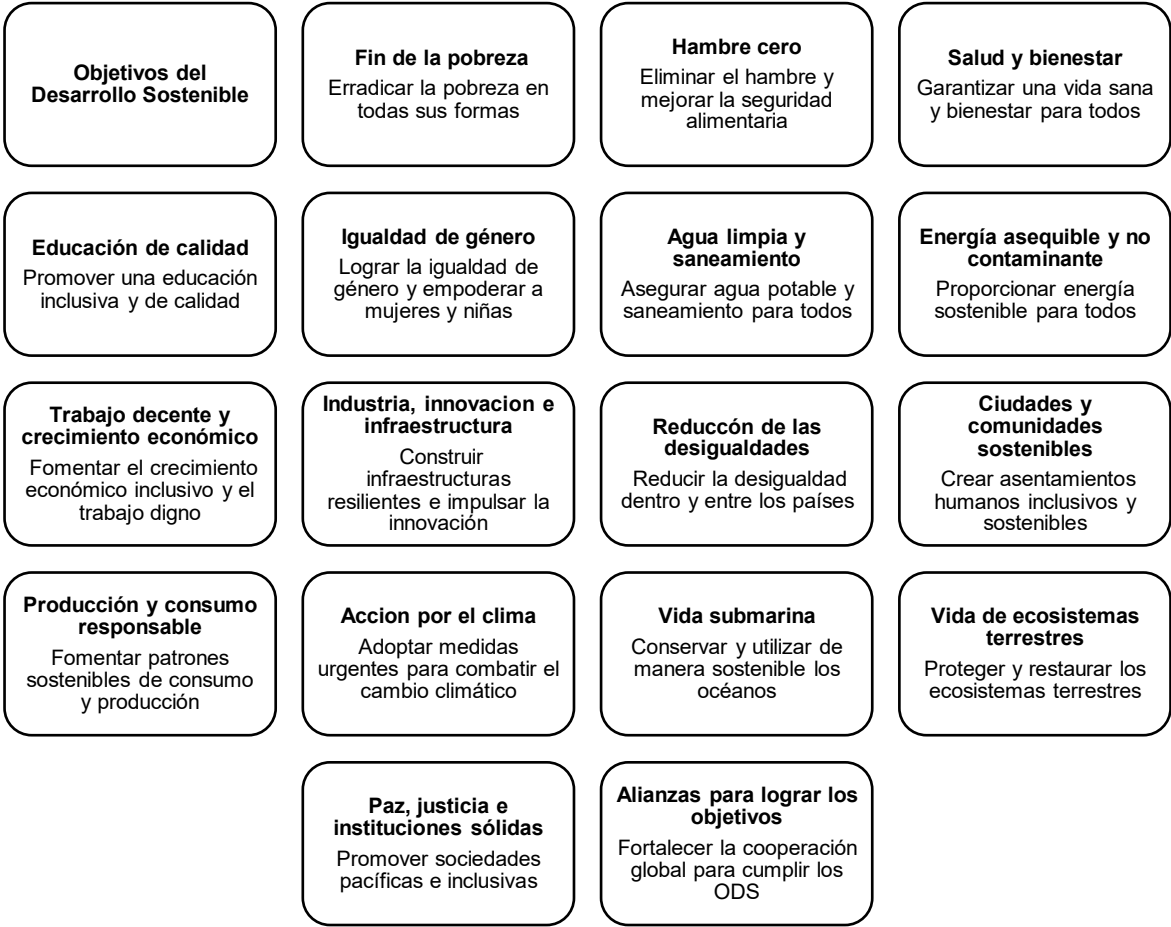 Objetivos del
Desarrollo Sostenible
Fin de la pobreza
Erradicar la pobreza en
todas sus formas
Hambre cero
Eliminar el hambre y
mejorar la seguridad
alimentaria
Salud y bienestar
Garantizar una vida sana
y bienestar para todos
Educación de calidad
Promover una educación
inclusiva y de calidad
Igualdad de género
Lograr la igualdad de
género y empoderar a
mujeres y niñas
Agua limpia y
saneamiento
Asegurar agua potable y
saneamiento para todos
Energía asequible y no
contaminante
Proporcionar energía
sostenible para todos
Trabajo decente y
crecimiento económico
Fomentar el crecimiento
económico inclusivo y el
trabajo digno
Industria, innovacion e
infraestructura
Construir
infraestructuras
resilientes e impulsar la
innovación
Reduccón de las
desigualdades
Reducir la desigualdad
dentro y entre los países
Ciudades y
comunidades
sostenibles
Crear asentamientos
humanos inclusivos y
sostenibles
Producción y consumo
responsable
Fomentar patrones
sostenibles de consumo
y producción
Accion por el clima
Adoptar medidas
urgentes para combatir el
cambio climático
Vida submarina
Conservar y utilizar de
manera sostenible los
océanos
Vida de ecosistemas
terrestres
Proteger y restaurar los
ecosistemas terrestres
Paz, justicia e
instituciones sólidas
Promover sociedades
pacíficas e inclusivas
Alianzas para lograr los
objetivos
Fortalecer la cooperación
global para cumplir los
ODS